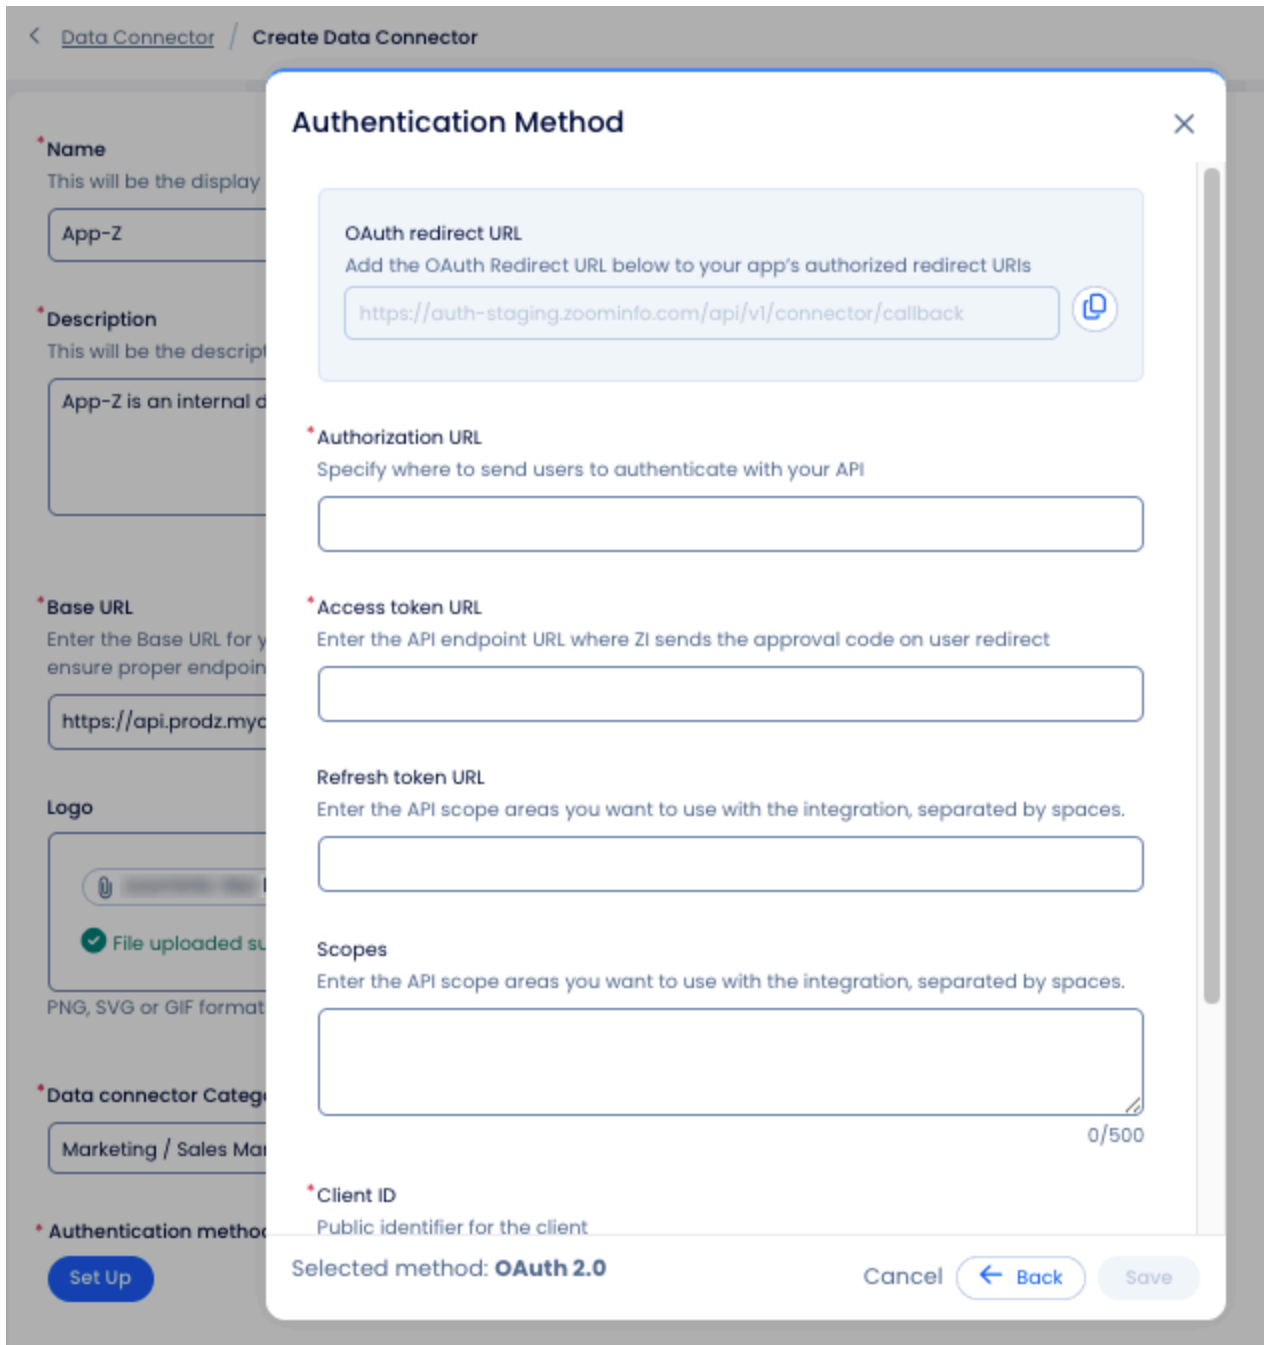 Data Connector / Create Data Connector
Authentication Method
*Name
This will be the display
App-Z
*Description
This will be the descript
App-Z is an internal d
*Base URL
Enter the Base URL for y
ensure proper endpoin
https://api.prodz.myc
Logo
File uploaded su
PNG, SVG or GIF format
*Data connector Catego
Marketing / Sales Mar
* Authentication method
Set Up
OAuth redirect URL
Add the OAuth Redirect URL below to your app's authorized redirect URIs
https://auth-staging.zoominfo.com/api/v1/connector/callback
*Authorization URL
Specify where to send users to authenticate with your API
*Access token URL
Enter the API endpoint URL where ZI sends the approval code on user redirect
Refresh token URL
Enter the API scope areas you want to use with the integration, separated by spaces.
Scopes
Enter the API scope areas you want to use with the integration, separated by spaces.
0/500
*Client ID
Public identifier for the client
Selected method: OAuth 2.0
Cancel
Back
Save